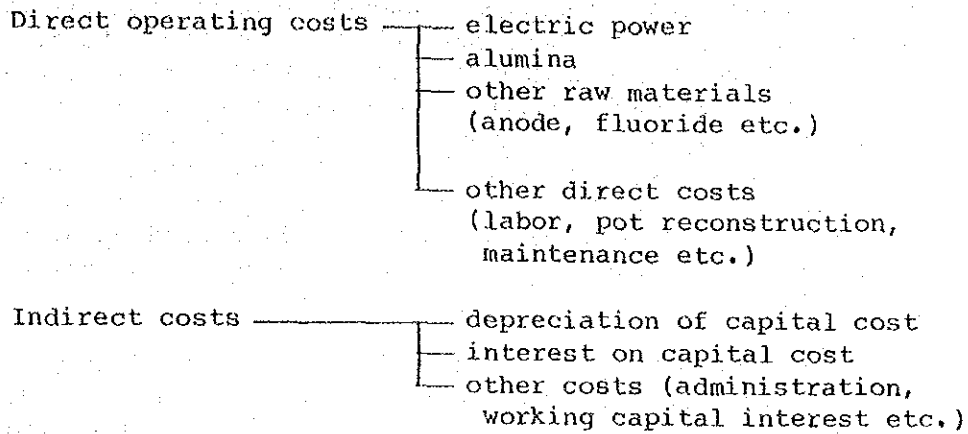 Direct operating costs electric power
alumina
other raw materials
(anode, fluoride etc.)
other direct costs
(labor, pot reconstruction,
maintenance etc.)
Indirect costs depreciation of capital cost
interest on capital cost
other costs (administration,
working capital interest etc.)